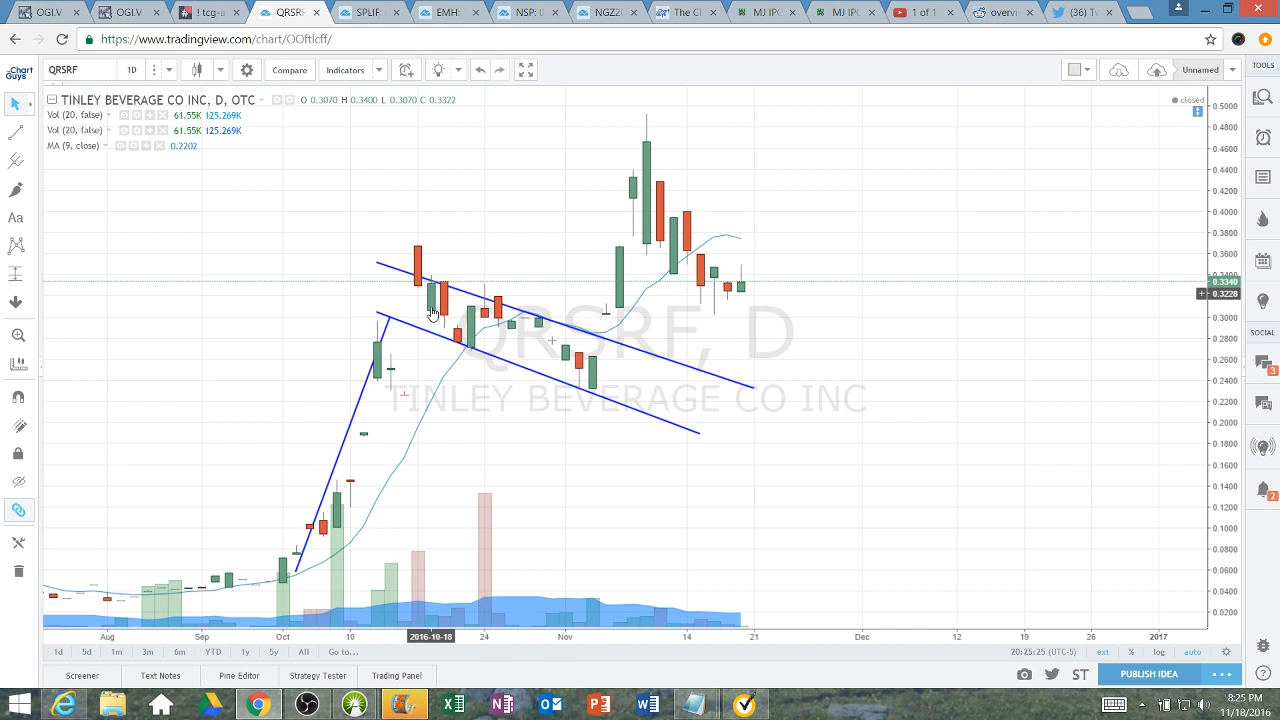 QRSRF
SPLIF
EMH
NSP
NGZ2
The Cl
MJ IPC
MJ IPC
1 of 1
overvi
(36) Tv
https://www.tradingview.com/chart/OOftlcff/
Chart Guys
QRSRF
1D
Compare
Indicators
Unnamed
TOOLS
TINLEY BEVERAGE CO INC, D, OTC
O 0.3070 H 0.3400 L 0.3070 C 0.3322
closed
Vol (20, false)
61.55K 125.269K
Vol (20, false)
61.55K 125.269K
MA (9, close)
0.2202
QRSRF, D
TINLEY BEVERAGE CO INC
0.5000
0.4800
0.4600
0.4400
0.4200
0.4000
0.3800
0.3600
0.3400
0.3340
0.3228
0.3000
0.2800
0.2600
0.2400
0.2200
0.2000
0.1800
0.1600
0.1400
0.1200
0.1000
0.0800
0.0600
0.0400
0.0200
SOCIAL
3
7
Aug
Sep
Oct
10
2016-10-18
24
Nov
14
21
Dec
12
19
26
2017
1d
5d
1m
3m
6m
YTD
1y
5y
All
Go to...
20:25:25 (UTC-5)
ext
%
log
auto
Screener
Text Notes
Pine Editor
Strategy Tester
Trading Panel
ST
PUBLISH IDEA
8:25 PM
11/18/2016